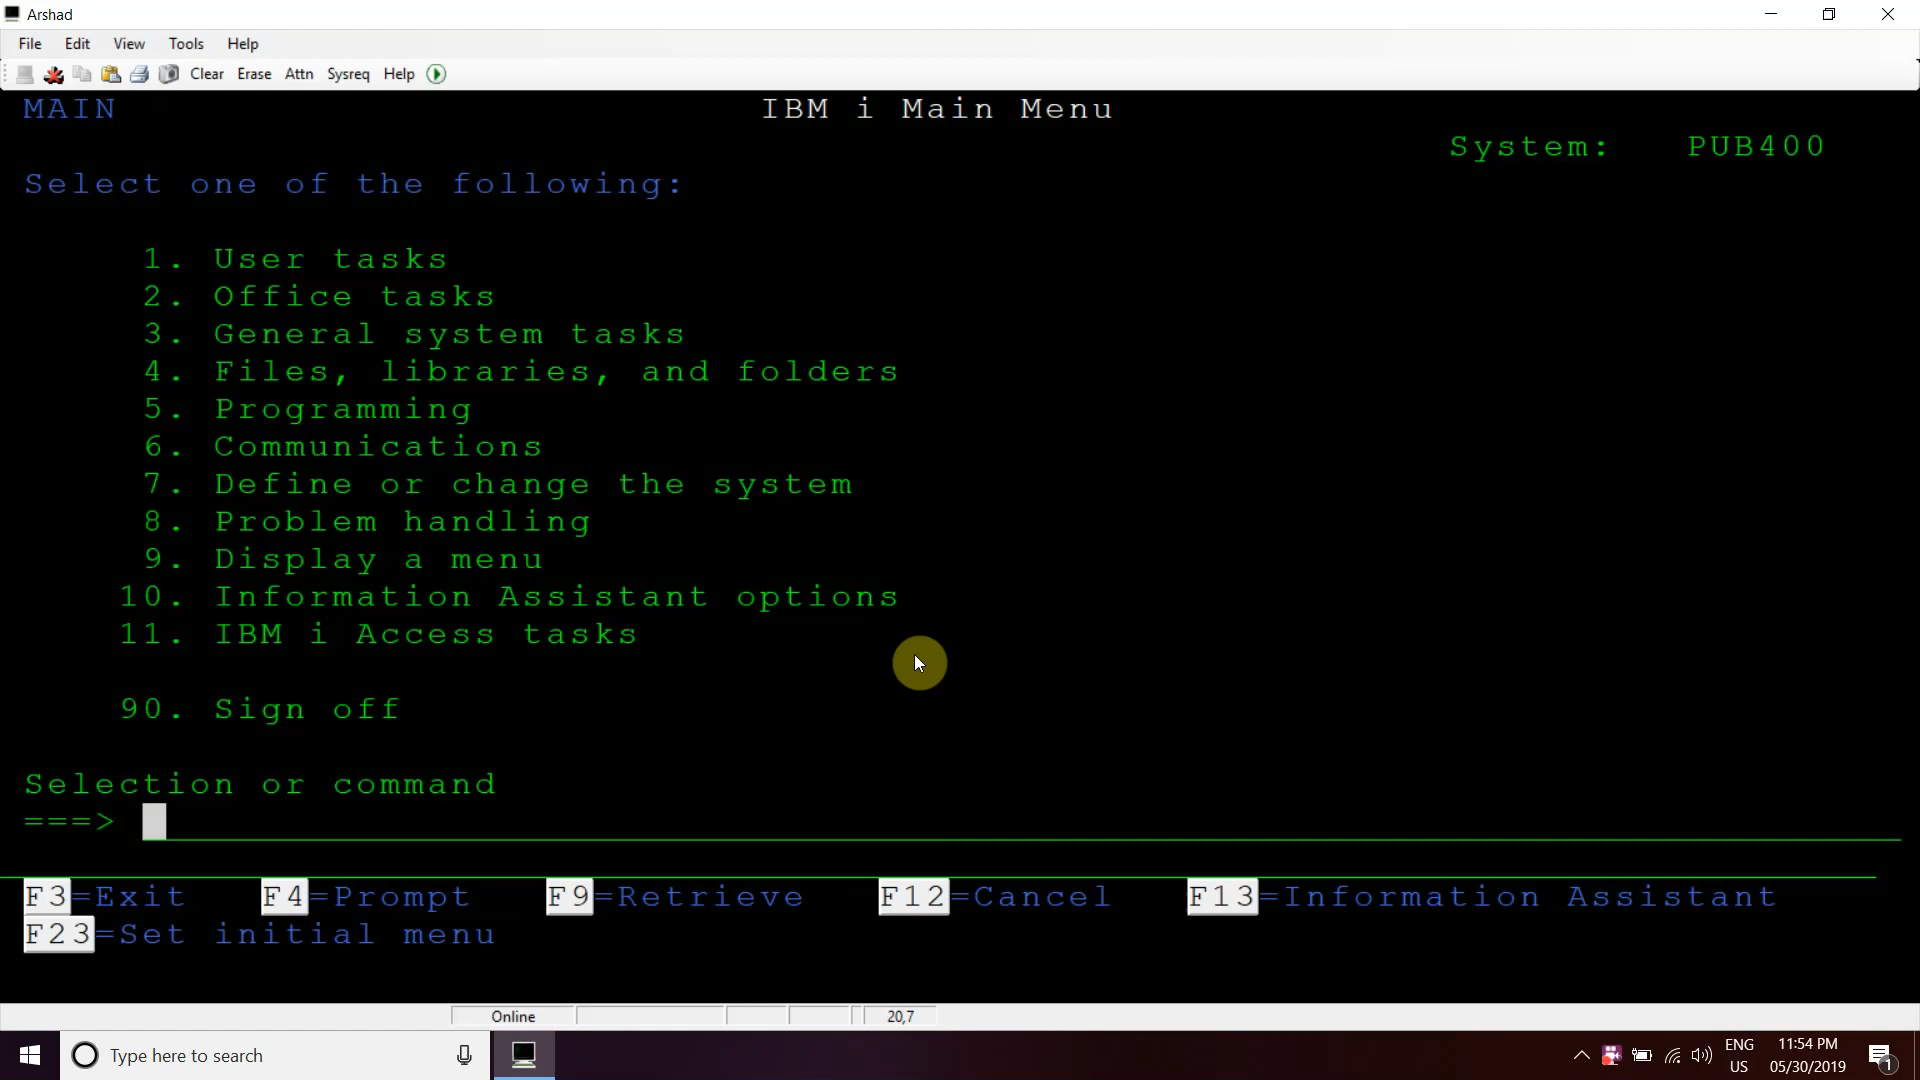 Arshad
File Edit View Tools Help
Clear Erase Attn Sysreq Help
MAIN IBM i Main Menu
System: PUB400
Select one of the following:
1. User tasks
2. Office tasks
3. General system tasks
4. Files, libraries, and folders
5. Programming
6. Communications
7. Define or change the system
8. Problem handling
9. Display a menu
10. Information Assistant options
11. IBM i Access tasks
90. Sign off
Selection or command
===>
F3=Exit F4=Prompt F9=Retrieve F12=Cancel F13=Information Assistant
F23=Set initial menu
Online 20,7
Type here to search
ENG 11:54 PM
US 05/30/2019 1